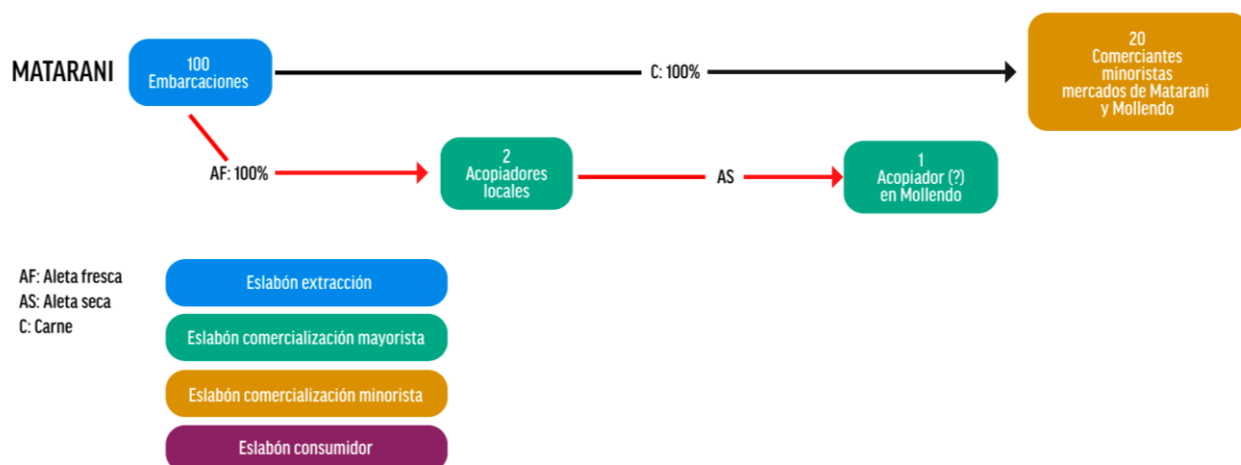 MATARANI
100
Embarcaciones
C: 100%
20
Comerciantes
minoristas
mercados de Matarani
y Mollendo
AF: 100%
2
Acopiadores
locales
AS
1
Acopiador (?)
en Mollendo
AF: Aleta fresca
AS: Aleta seca
C: Carne
Eslabón extracción
Eslabón comercialización mayorista
Eslabón comercialización minorista
Eslabón consumidor